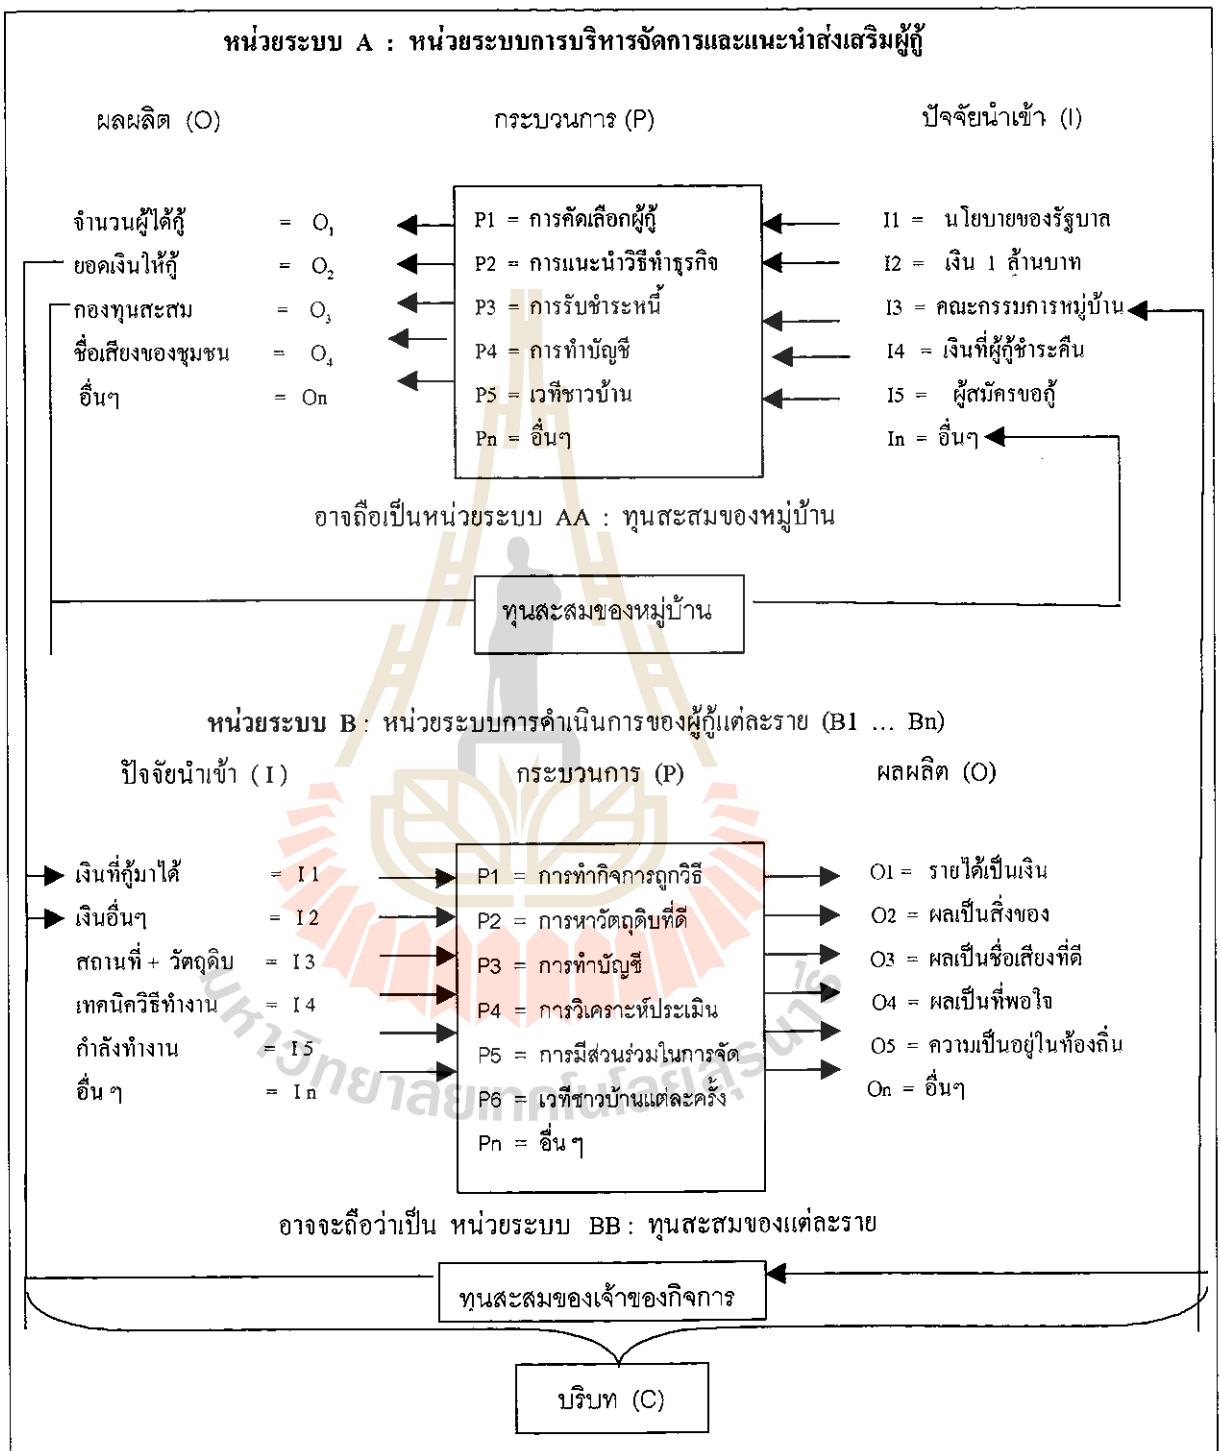 หน่วยระบบ A : หน่วยระบบการบริหารจัดการและแนะนำส่งเสริมผู้กู้
ผลผลิต (O) กระบวนการ (P) ปัจจัยนำเข้า (I)
จำนวนผู้ได้กู้ = O1 P1 = การคัดเลือกผู้กู้ I1 = นโยบายของรัฐบาล
ยอดเงินให้กู้ = O2 P2 = การแนะนำวิธีทำธุรกิจ I2 = เงิน 1 ล้านบาท
กองทุนสะสม = O3 P3 = การรับชำระหนี้ I3 = คณะกรรมการหมู่บ้าน
ชื่อเสียงของชุมชน = O4 P4 = การทำบัญชี I4 = เงินที่ผู้กู้ชำระคืน
อื่นๆ = On P5 = เวทีชาวบ้าน I5 = ผู้สมัครขอกู้
Pn = อื่นๆ In = อื่นๆ
อาจถือเป็นหน่วยระบบ AA : ทุนสะสมของหมู่บ้าน
ทุนสะสมของหมู่บ้าน
หน่วยระบบ B : หน่วยระบบการดำเนินการของผู้กู้แต่ละราย (B1 ... Bn)
ปัจจัยนำเข้า (I) กระบวนการ (P) ผลผลิต (O)
เงินที่กู้มาได้ = I1 P1 = การทำกิจการถูกวิธี O1 = รายได้เป็นเงิน
เงินอื่นๆ = I2 P2 = การหาวัตถุดิบที่ดี O2 = ผลเป็นสิ่งของ
สถานที่ + วัตถุดิบ = I3 P3 = การทำบัญชี O3 = ผลเป็นชื่อเสียงที่ดี
เทคนิควิธีทำงาน = I4 P4 = การวิเคราะห์ประเมิน O4 = ผลเป็นที่พอใจ
กำลังทำงาน = I5 P5 = การมีส่วนร่วมในการจัด O5 = ความเป็นอยู่ในท้องถิ่น
อื่น ๆ = In P6 = เวทีชาวบ้านแต่ละครั้ง On = อื่นๆ
Pn = อื่น ๆ
มหาวิทยาลัยเทคโนโลยีสุรนารี
อาจจะถือว่าเป็น หน่วยระบบ BB : ทุนสะสมของแต่ละราย
ทุนสะสมของเจ้าของกิจการ
บริบท (C)